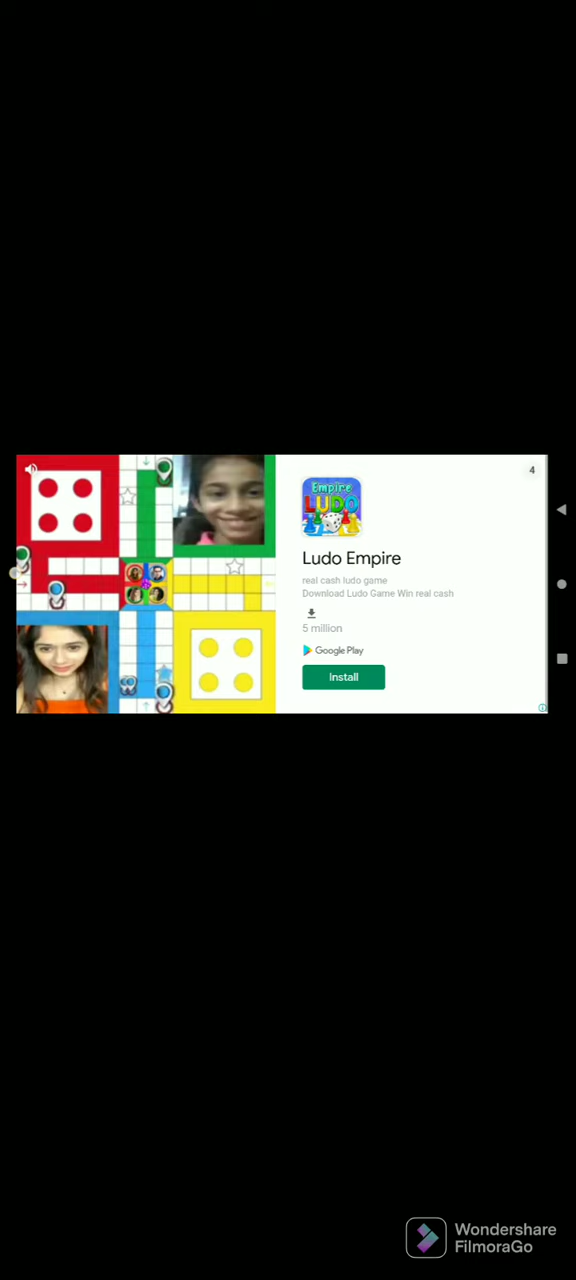 4
Empire
LUDO
Ludo Empire
real cash ludo game
Download Ludo Game Win real cash
5 million
Google Play
Install
Wondershare
FilmoraGo